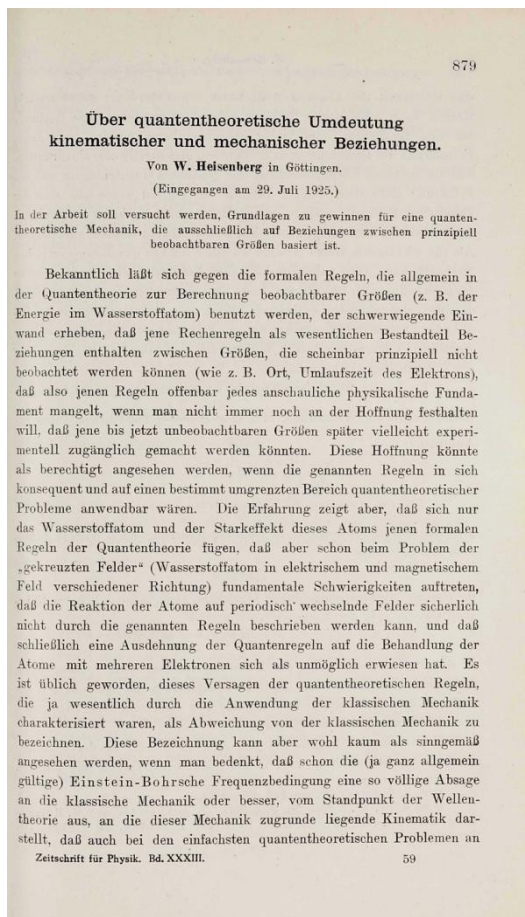 879
Über quantentheoretische Umdeutung
kinematischer und mechanischer Beziehungen.
Von W. Heisenberg in Göttingen.
(Eingegangen am 29. Juli 1925.)
In der Arbeit soll versucht werden, Grundlagen zu gewinnen für eine quanten-
theoretische Mechanik, die ausschließlich auf Beziehungen zwischen prinzipiell
beobachtbaren Größen basiert ist.
Bekanntlich läßt sich gegen die formalen Regeln, die allgemein in
der Quantentheorie zur Berechnung beobachtbarer Größen (z. B. der
Energie im Wasserstoffatom) benutzt werden, der schwerwiegende Ein-
wand erheben, daß jene Rechenregeln als wesentlichen Bestandteil Be-
ziehungen enthalten zwischen Größen, die scheinbar prinzipiell nicht
beobachtet werden können (wie z. B. Ort, Umlaufszeit des Elektrons),
daß also jenen Regeln offenbar jedes anschauliche physikalische Funda-
ment mangelt, wenn man nicht immer noch an der Hoffnung festhalten
will, daß jene bis jetzt unbeobachtbaren Größen später vielleicht experi-
mentell zugänglich gemacht werden könnten. Diese Hoffnung könnte
als berechtigt angesehen werden, wenn die genannten Regeln in sich
konsequent und auf einen bestimmt umgrenzten Bereich quantentheoretischer
Probleme anwendbar wären. Die Erfahrung zeigt aber, daß sich nur
das Wasserstoffatom und der Starkeffekt dieses Atoms jenen formalen
Regeln der Quantentheorie fügen, daß aber schon beim Problem der
„gekreuzten Felder“ (Wasserstoffatom in elektrischem und magnetischem
Feld verschiedener Richtung) fundamentale Schwierigkeiten auftreten,
daß die Reaktion der Atome auf periodisch wechselnde Felder sicherlich
nicht durch die genannten Regeln beschrieben werden kann, und daß
schließlich eine Ausdehnung der Quantenregeln auf die Behandlung der
Atome mit mehreren Elektronen sich als unmöglich erwiesen hat. Es
ist üblich geworden, dieses Versagen der quantentheoretischen Regeln,
die ja wesentlich durch die Anwendung der klassischen Mechanik
charakterisiert waren, als Abweichung von der klassischen Mechanik zu
bezeichnen. Diese Bezeichnung kann aber wohl kaum als sinngemäß
angesehen werden, wenn man bedenkt, daß schon die (ja ganz allgemein
gültige) Einstein-Bohrsche Frequenzbedingung eine so völlige Absage
an die klassische Mechanik oder besser, vom Standpunkt der Wellen-
theorie aus, an die dieser Mechanik zugrunde liegende Kinematik dar-
stellt, daß auch bei den einfachsten quantentheoretischen Problemen an
Zeitschrift für Physik. Bd. XXXIII. 59